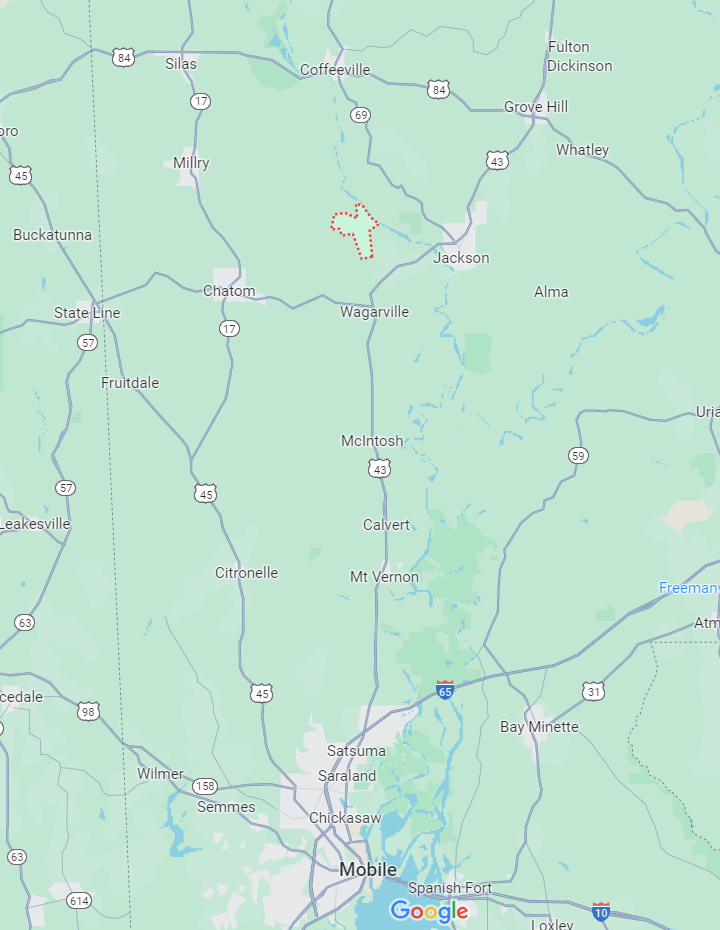 Fulton
Dickinson
84
Silas
Coffeeville
84
17
Grove Hill
69
oro
Whatley
43
Millry
45
Buckatunna
Jackson
Chatom
Alma
State Line
Wagarville
17
57
Fruitdale
Uria
McIntosh
59
43
57
45
Leakesville
Calvert
Citronelle
Mt Vernon
Freemany
63
Atm
65
31
45
cedale
98
Bay Minette
Satsuma
Wilmer
Saraland
158
Semmes
Chickasaw
63
Mobile
Spanish Fort
614
Google
10
Loxley